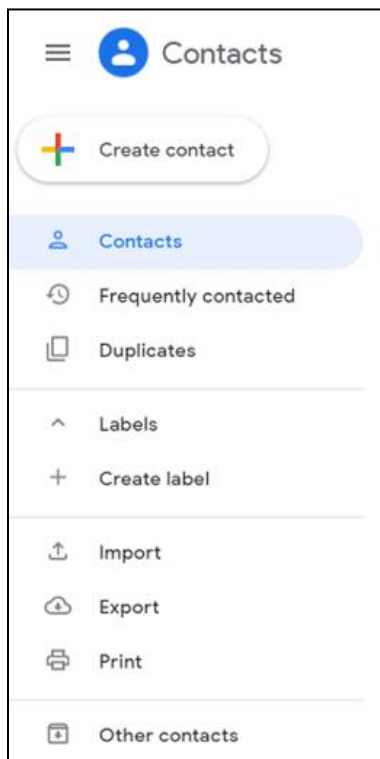 Contacts
Create contact
Contacts
Frequently contacted
Duplicates
Labels
Create label
Import
Export
Print
Other contacts